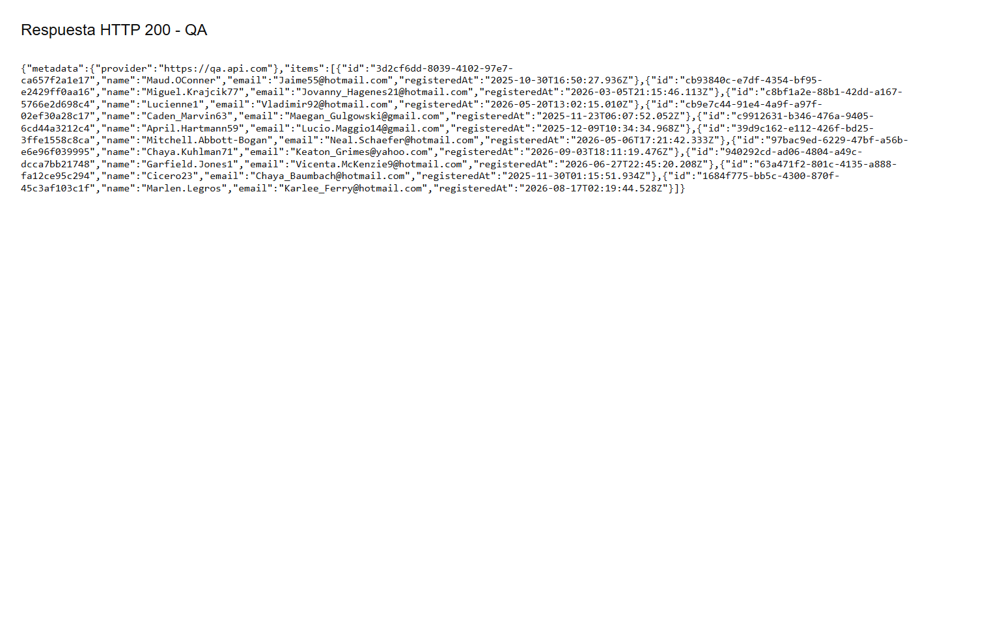 Respuesta HTTP 200 - QA
{"metadata":{"provider":"https://qa.api.com"},"items":[{"id":"3d2cf6dd-8039-4102-97e7-
ca657f2a1e17","name":"Maud.OConner","email":"Jaime55@hotmail.com","registeredAt":"2025-10-30T16:50:27.936Z"},{"id":"cb93840c-e7df-4354-bf95-
e2429ff0aa16","name":"Miguel.Krajcik77","email":"Jovanny_Hagenes21@hotmail.com","registeredAt":"2026-03-05T21:15:46.113Z"},{"id":"c8bf1a2e-88b1-42dd-a167-
5766e2d698c4","name":"Lucienne1","email":"Vladimir92@hotmail.com","registeredAt":"2026-05-20T13:02:15.010Z"},{"id":"cb9e7c44-91e4-4a9f-a97f-
02ef30a28c17","name":"Caden_Marvin63","email":"Maegan_Gulgowski@gmail.com","registeredAt":"2025-11-23T06:07:52.052Z"},{"id":"c9912631-b346-476a-9405-
6cd44a3212c4","name":"April.Hartmann59","email":"Lucio.Maggio14@gmail.com","registeredAt":"2025-12-09T10:34:34.968Z"},{"id":"39d9c162-e112-426f-bd25-
3ffe1558c8ca","name":"Mitchell.Abbott-Bogan","email":"Neal.Schaefer@hotmail.com","registeredAt":"2026-05-06T17:21:42.333Z"},{"id":"97bac9ed-6229-47bf-a56b-
e6e96f039995","name":"Chaya.Kuhlman71","email":"Keaton_Grimes@yahoo.com","registeredAt":"2026-09-03T18:11:19.476Z"},{"id":"940292cd-ad06-4804-a49c-
dcca7bb21748","name":"Garfield.Jones1","email":"Vicenta.McKenzie9@hotmail.com","registeredAt":"2026-06-27T22:45:20.208Z"},{"id":"63a471f2-801c-4135-a888-
fa12ce95c294","name":"Cicero23","email":"Chaya_Baumbach@hotmail.com","registeredAt":"2025-11-30T01:15:51.934Z"},{"id":"1684f775-bb5c-4300-870f-
45c3af103c1f","name":"Marlen.Legros","email":"Karlee_Ferry@hotmail.com","registeredAt":"2026-08-17T02:19:44.528Z"}]}